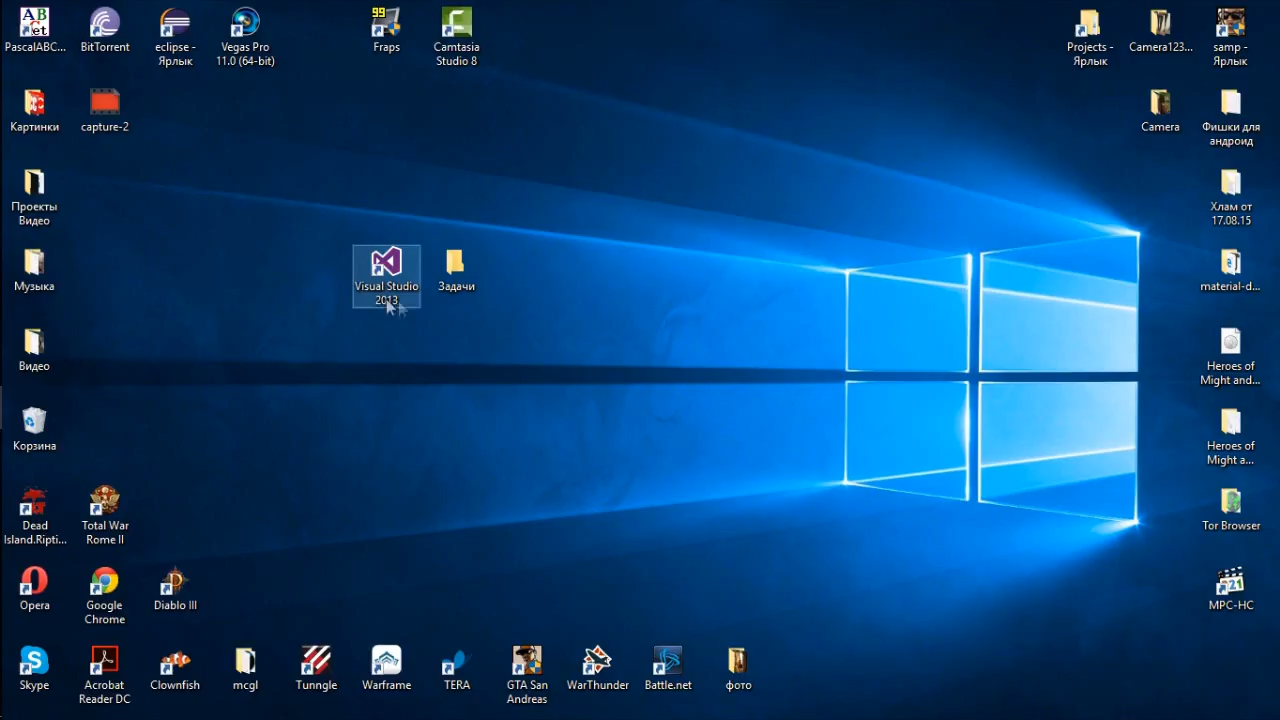 PascalABC...
BitTorrent
eclipse -
Ярлык
Vegas Pro
11.0 (64-bit)
99
Fraps
Camtasia
Studio 8
Projects -
Ярлык
Camera123...
samp -
Ярлык
Картинки
capture-2
Camera
Фишки для
андроид
Проекты
Видео
Хлам от
17.08.15
Музыка
Visual Studio
2013
Задачи
material-d...
Видео
Heroes of
Might and...
Корзина
Heroes of
Might a...
Dead
Island.Ripti...
Total War
Rome II
Tor Browser
Opera
Google
Chrome
Diablo III
321
MPC-HC
Skype
Acrobat
Reader DC
Clownfish
mcgl
Tunngle
Warframe
TERA
GTA San
Andreas
WarThunder
Battle.net
фото